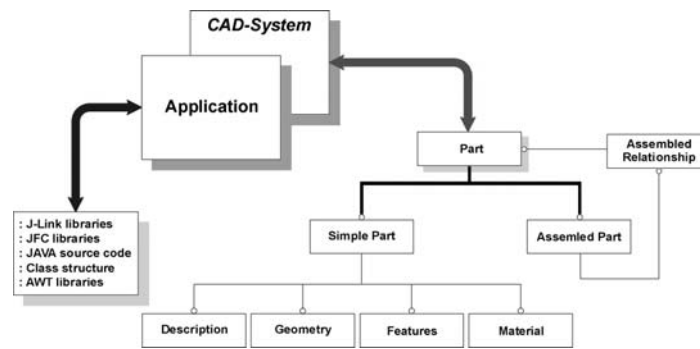 CAD-System
Application
Part
Assembled
Relationship
: J-Link libraries
: JFC libraries
: JAVA source code
: Class structure
: AWT libraries
Simple Part
Assemled Part
Description
Geometry
Features
Material